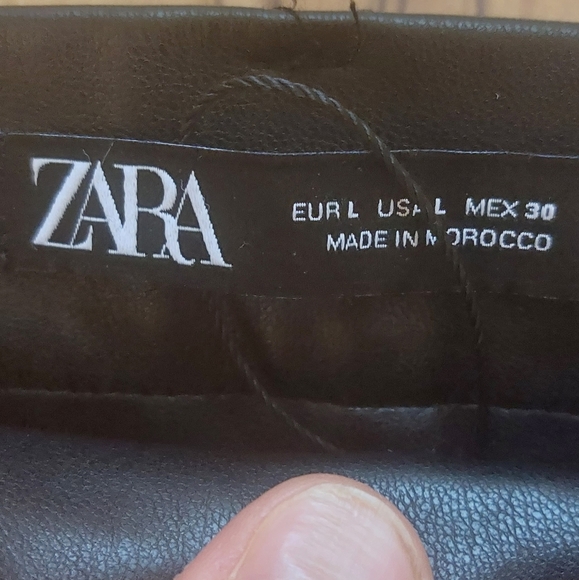 ZARA
EUR L USA L MEX 30
MADE IN MOROCCO